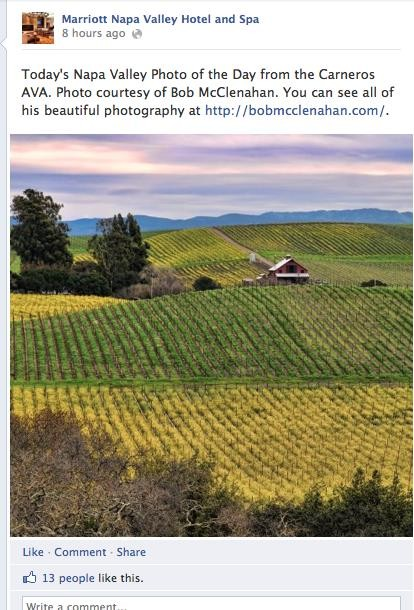 Marriott Napa Valley Hotel and Spa
8 hours ago
Today's Napa Valley Photo of the Day from the Carneros
AVA. Photo courtesy of Bob McClenahan. You can see all of
his beautiful photography at http://bobmcclenahan.com/.
Like · Comment · Share
13 people like this.
Write a comment...